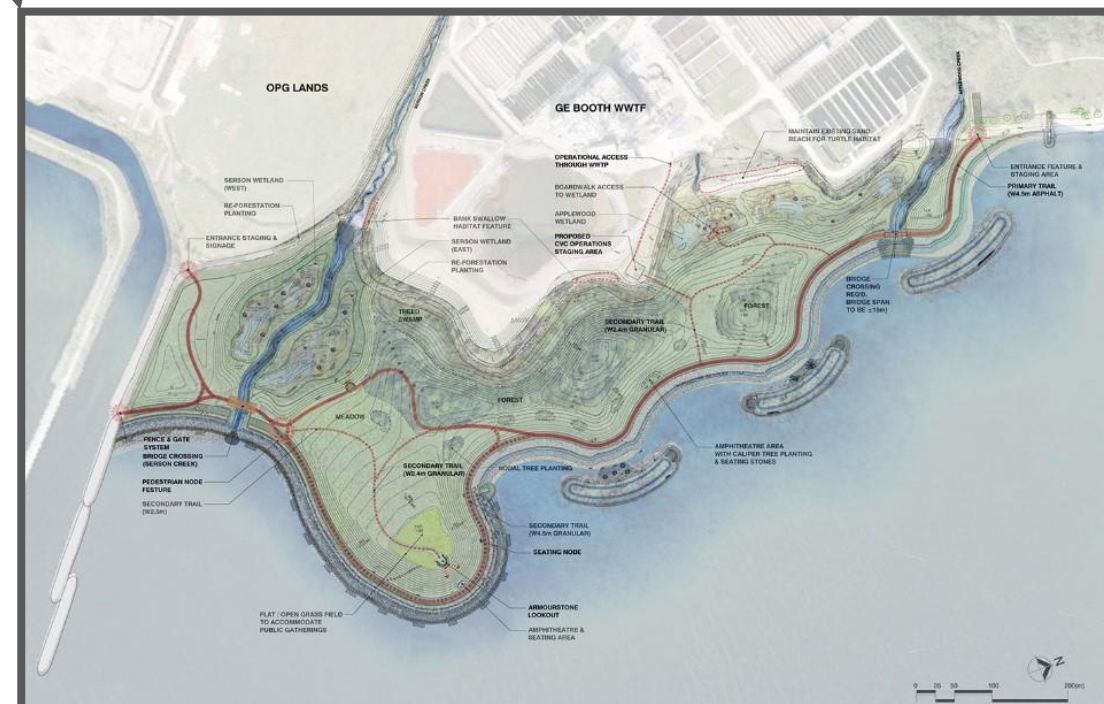 OPG LANDS
GE BOOTH WWTF
SERSON CREEK
MAINTAIN EXISTING SAND
BEACH FOR TURTLE HABITAT
OPERATIONAL ACCESS
THROUGH WWTP
ENTRANCE FEATURE &
STAGING AREA
PRIMARY TRAIL
(W4.5m ASPHALT)
BOARDWALK ACCESS
TO WETLAND
APPLEWOOD
WETLAND
PROPOSED
CVC OPERATIONS
STAGING AREA
SERSON WETLAND
(WEST)
RE-FORESTATION
PLANTING
ENTRANCE STAGING &
SIGNAGE
BANK SWALLOW
HABITAT FEATURE
SERSON WETLAND
(EAST)
RE-FORESTATION
PLANTING
TREED
SWAMP
BRIDGE
CROSSING
REQ'D.
BRIDGE SPAN
TO BE ±15m)
FOREST
SECONDARY TRAIL
(W2.4m GRANULAR)
FOREST
MEADOW
FENCE & GATE
SYSTEM
BRIDGE CROSSING
(SERSON CREEK)
PEDESTRIAN NODE
FESTURE
SECONDARY TRAIL
(W2.5m)
SECONDARY TRAIL
(W2.4m GRANULAR)
NODAL TREE PLANTING
AMPHITHEATRE AREA
WITH CALIPER TREE PLANTING
& SEATING STONES
SECONDARY TRAIL
(W4.5m GRANULAR)
SEATING NODE
FLAT / OPEN GRASS FIELD
TO ACCOMMODATE
PUBLIC GATHERINGS
ARMOURSTONE
LOOKOUT
AMPHITHEATRE &
SEATING AREA
Z
0 25 50 100 200(m)